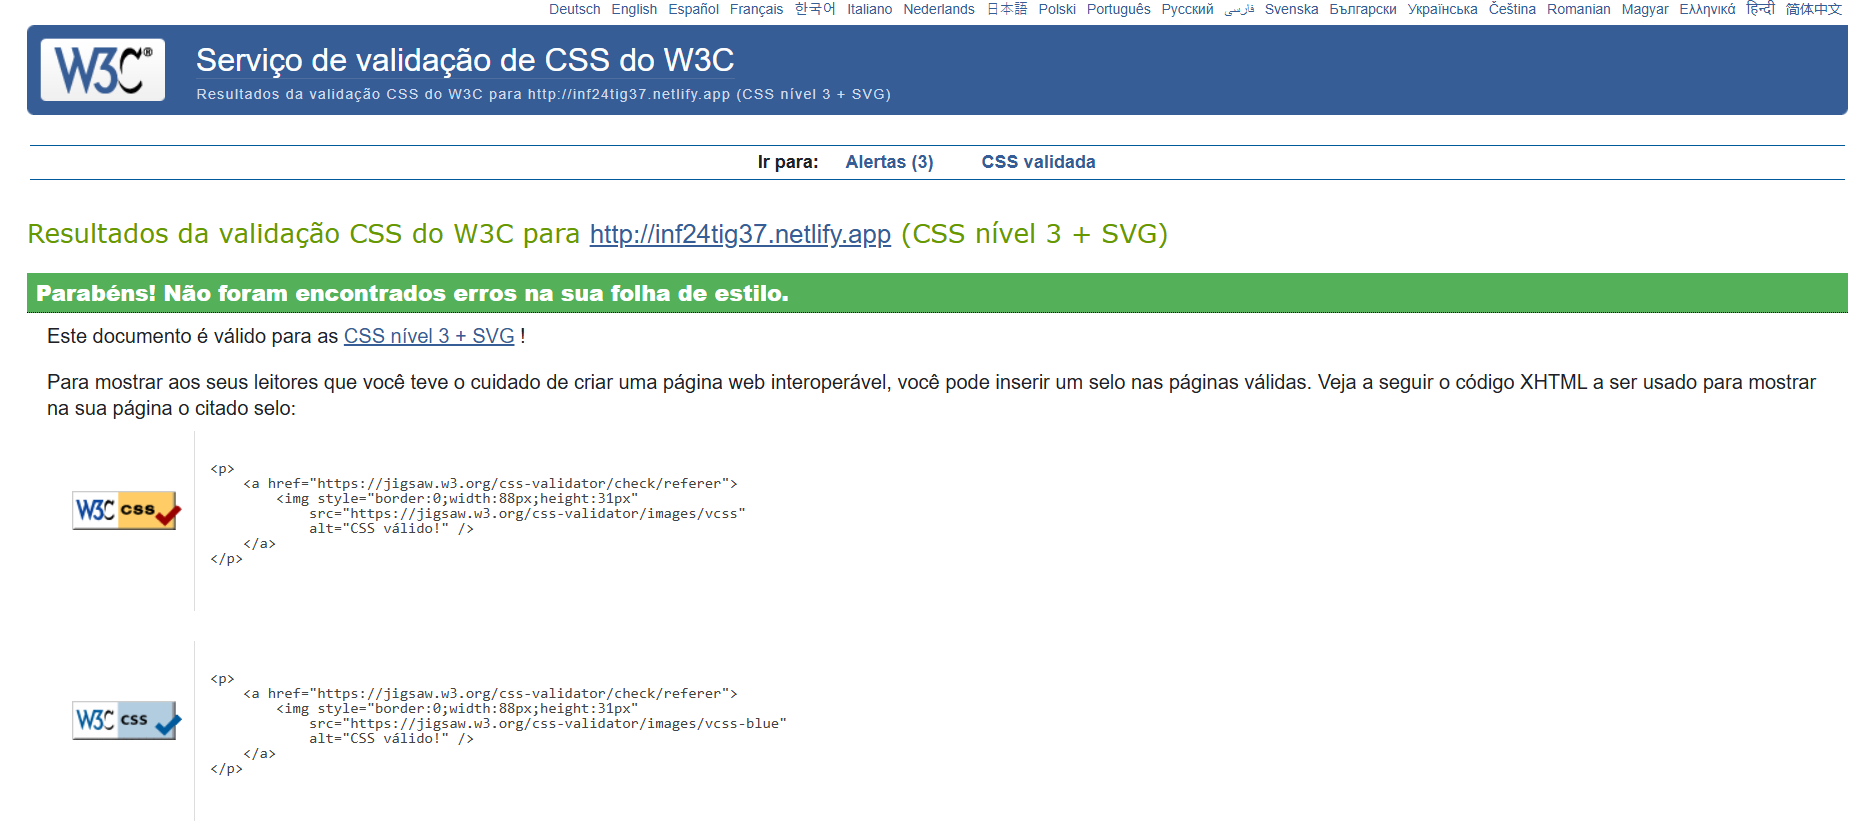 Deutsch English Español Français 한국어 Italiano Nederlands 日本語 Polski Português Русский فارسی Svenska Български Українська Čeština Romanian Magyar Ελληνικά हिन्दी 简体中文
W3C® Serviço de validação de CSS do W3C
Resultados da validação CSS do W3C para http://inf24tig37.netlify.app (CSS nível 3 + SVG)
Ir para: Alertas (3) CSS validada
Resultados da validação CSS do W3C para http://inf24tig37.netlify.app (CSS nível 3 + SVG)
Parabéns! Não foram encontrados erros na sua folha de estilo.
Este documento é válido para as CSS nível 3 + SVG !
Para mostrar aos seus leitores que você teve o cuidado de criar uma página web interoperável, você pode inserir um selo nas páginas válidas. Veja a seguir o código XHTML a ser usado para mostrar
na sua página o citado selo:
W3C css
<p>
<a href="https://jigsaw.w3.org/css-validator/check/referer">
<img style="border:0;width:88px;height:31px"
src="https://jigsaw.w3.org/css-validator/images/vcss"
alt="CSS válido!" />
</a>
</p>
W3C css
<p>
<a href="https://jigsaw.w3.org/css-validator/check/referer">
<img style="border:0;width:88px;height:31px"
src="https://jigsaw.w3.org/css-validator/images/vcss-blue"
alt="CSS válido!" />
</a>
</p>